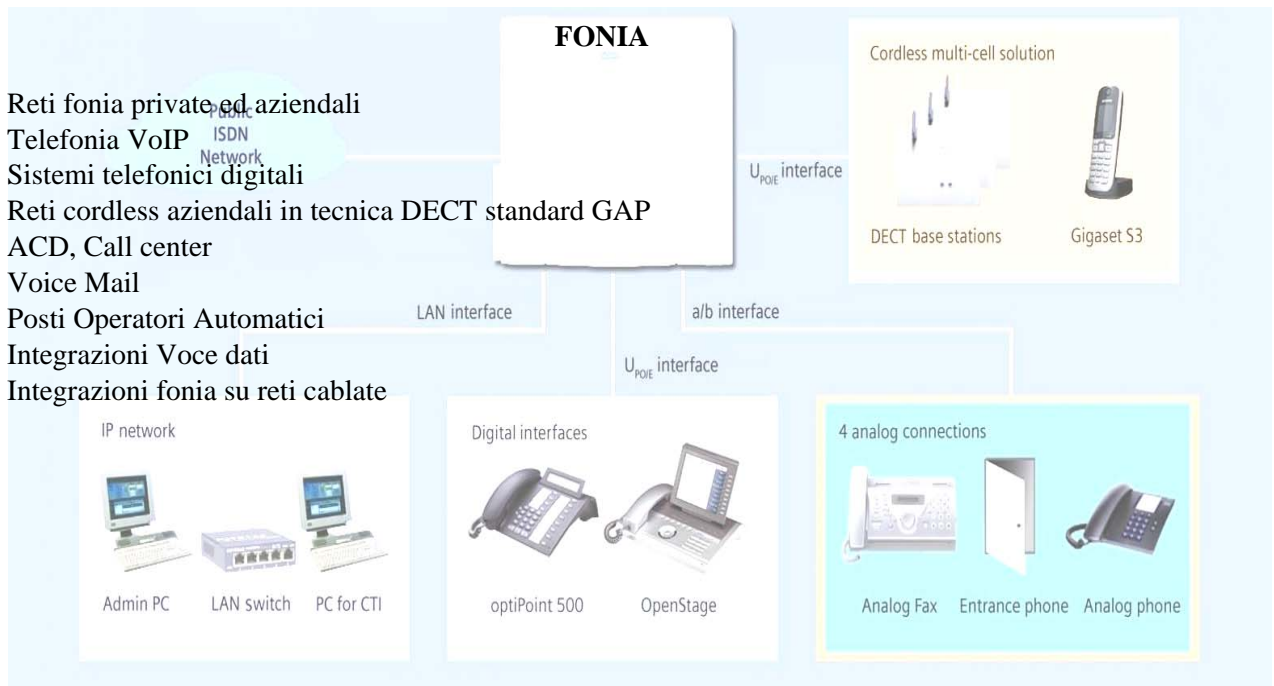 FONIA
Reti fonia private ed aziendali
Telefonia VoIP
Sistemi telefonici digitali
Reti cordless aziendali in tecnica DECT standard GAP
ACD, Call center
Voice Mail
Posti Operatori Automatici
Integrazioni Voce dati
Integrazioni fonia su reti cablate
Public
ISDN
Network
Cordless multi-cell solution
UPO/E interface
DECT base stations
Gigaset S3
LAN interface
a/b interface
UPO/E interface
IP network
Admin PC
LAN switch
PC for CTI
Digital interfaces
optiPoint 500
OpenStage
4 analog connections
Analog Fax
Entrance phone
Analog phone